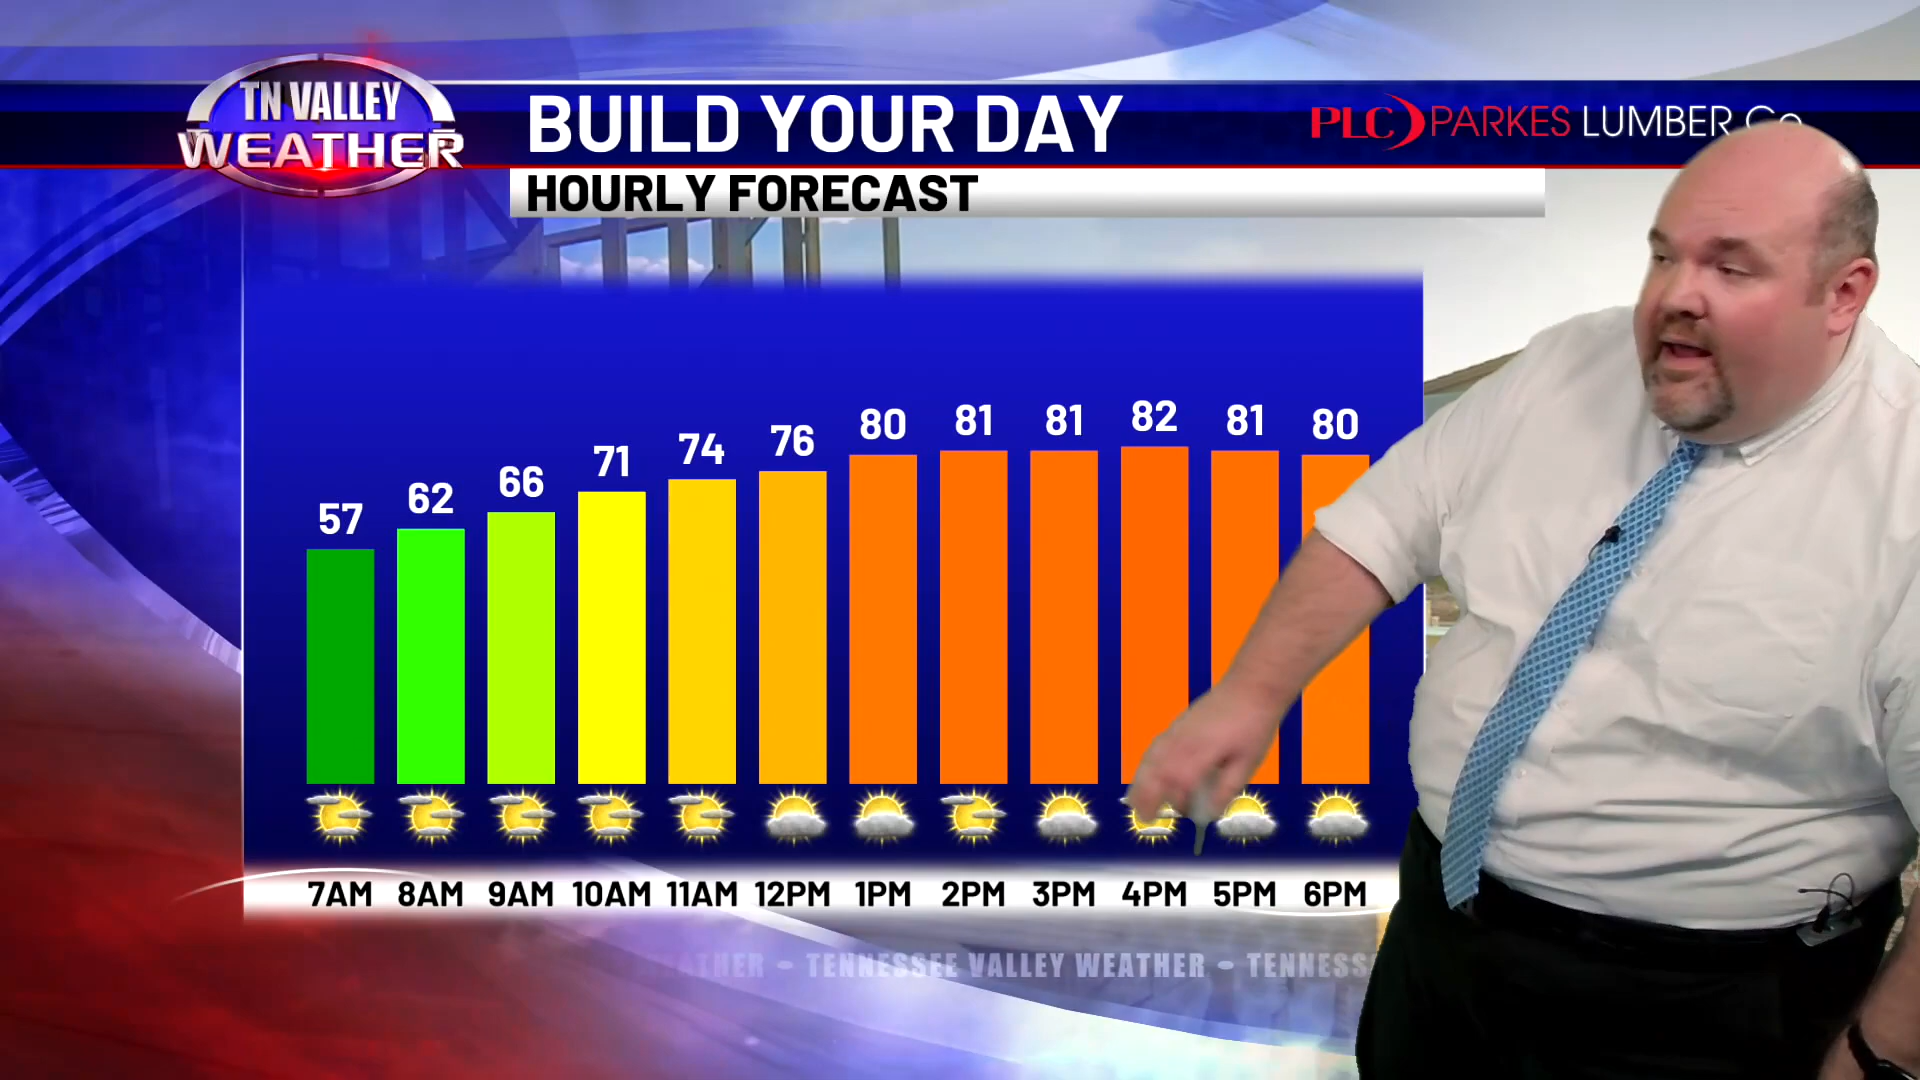 TN VALLEY
WEATHER
BUILD YOUR DAY
PLC PARKES LUMBER Co
HOURLY FORECAST
57 62 66 71 74 76 80 81 81 82 81 80
7AM 8AM 9AM 10AM 11AM 12PM 1PM 2PM 3PM 4PM 5PM 6PM
TENNESSEE VALLEY WEATHER •